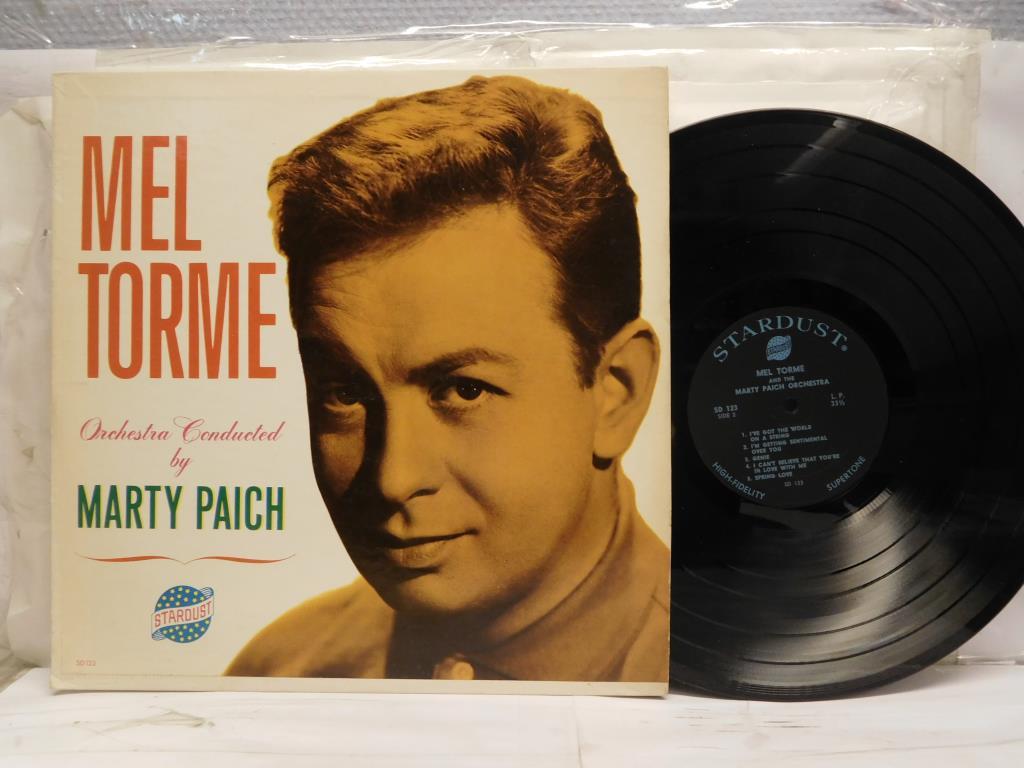 MEL
TORME
Orchestra Conducted
by
MARTY PAICH
STARDUST
SD 123
STARDUST®
STARDUST
MEL TORME
AND THE
MARTY PAICH ORCHESTRA
SD 123
SIDE 2
L.P.
33⅓
1. I'VE GOT THE WORLD
ON A STRING
2. I'M GETTING SENTIMENTAL
OVER YOU
3. GENIE
4. I CAN'T BELIEVE THAT YOU'RE
IN LOVE WITH ME
5. SPRING LOVE
SD 123
HIGH-FIDELITY
SUPERTONE